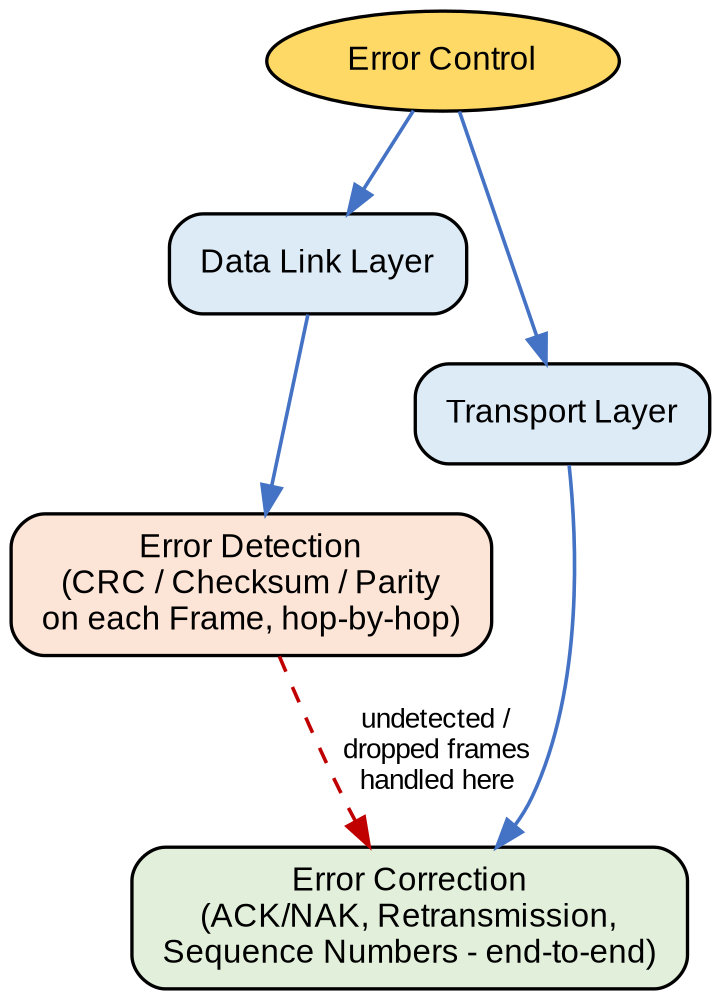 Error Control
Data Link Layer
Transport Layer
Error Detection
(CRC / Checksum / Parity
on each Frame, hop-by-hop)
undetected /
dropped frames
handled here
Error Correction
(ACK/NAK, Retransmission,
Sequence Numbers - end-to-end)